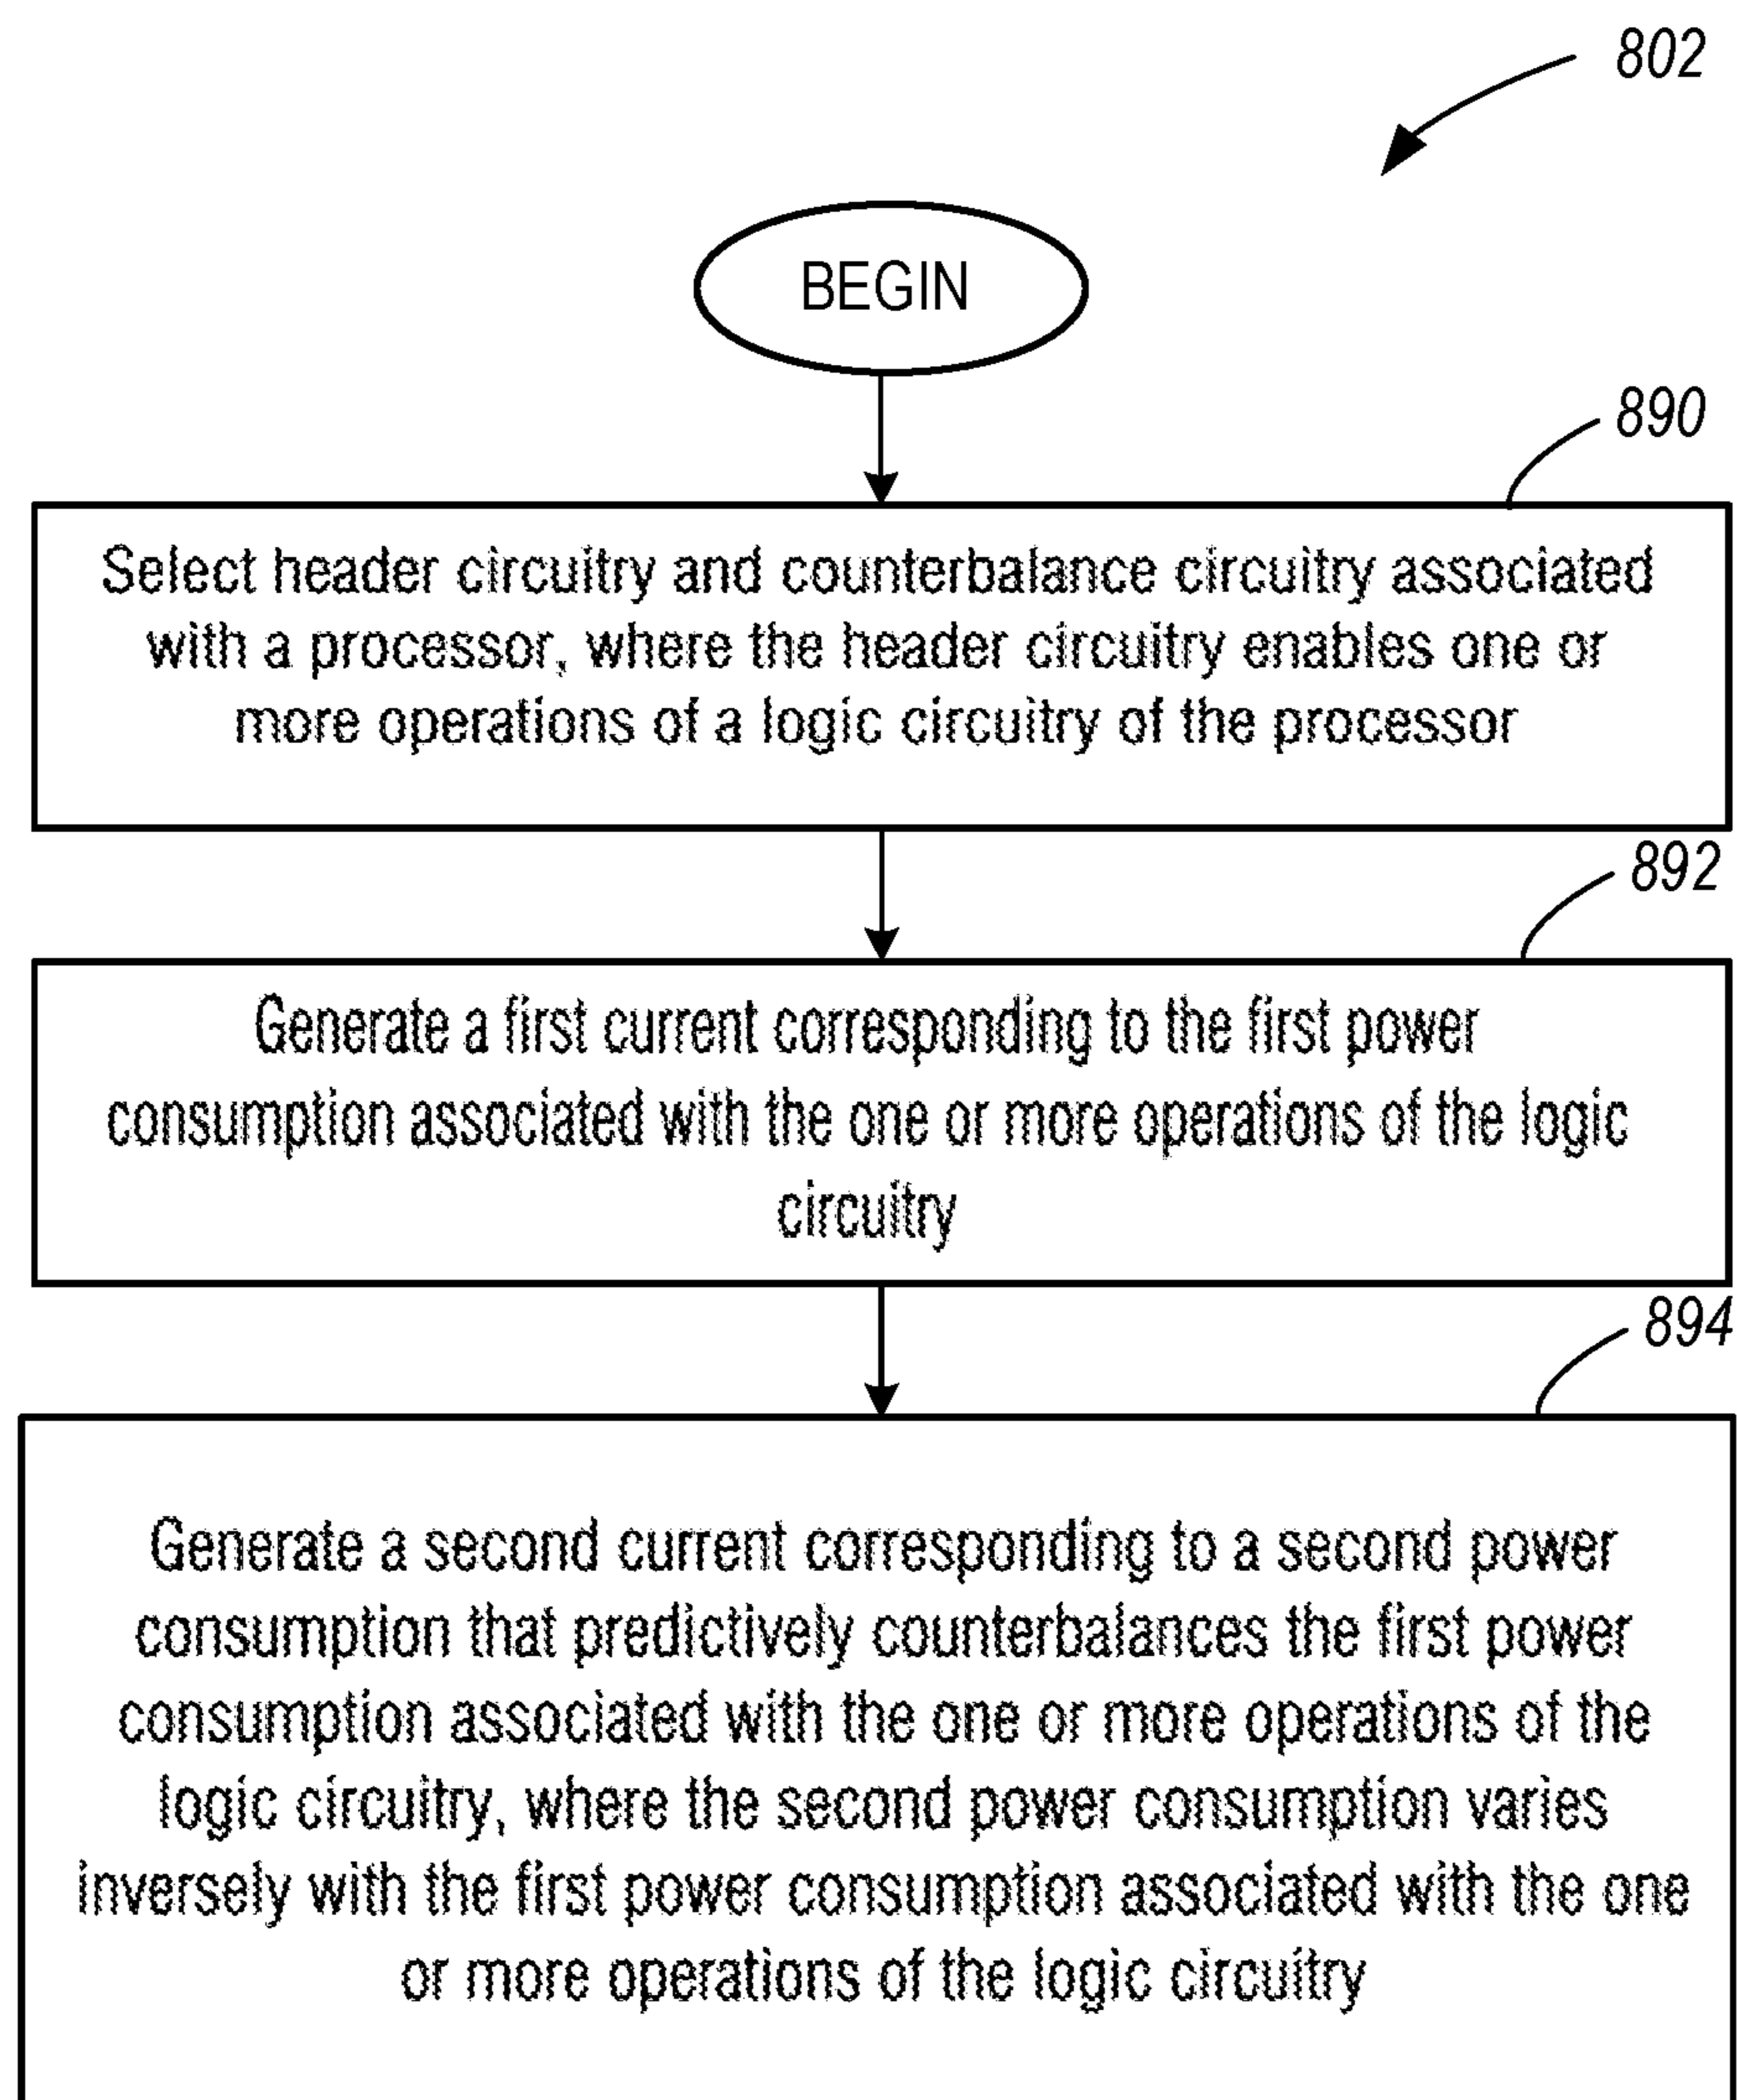 802
BEGIN
890
Select header circuitry and counterbalance circuitry associated
with a processor, where the header circuitry enables one or
more operations of a logic circuitry of the processor
892
Generate a first current corresponding to the first power
consumption associated with the one or more operations of the logic
circuitry
894
Generate a second current corresponding to a second power
consumption that predictively counterbalances the first power
consumption associated with the one or more operations of the
logic circuitry, where the second power consumption varies
inversely with the first power consumption associated with the one
or more operations of the logic circuitry